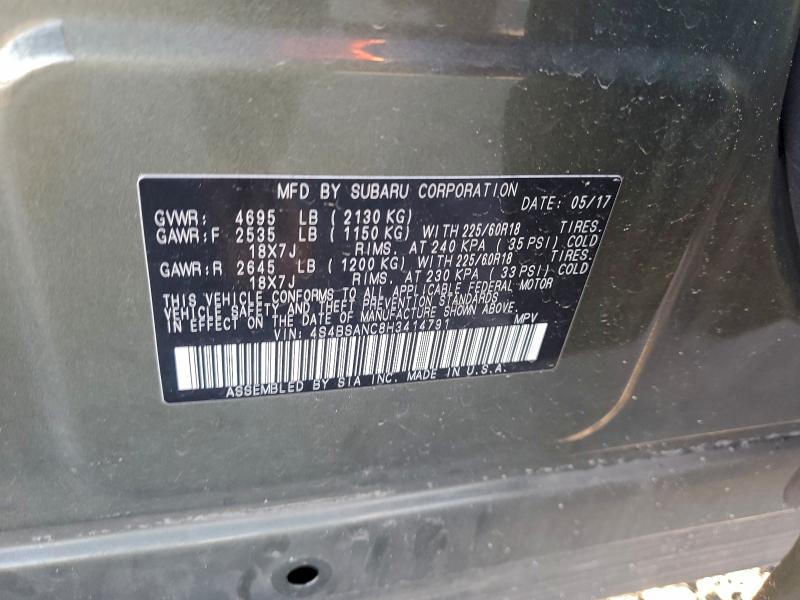 MFD BY SUBARU CORPORATION
DATE: 05/17
GVWR: 4695 LB (2130 KG)
GAWR:F 2535 LB (1150 KG) WITH 225/60R18 TIRES.
18X7J RIMS. AT 240 KPA (35 PSI) COLD
GAWR:R 2645 LB (1200 KG) WITH 225/60R18 TIRES.
18X7J RIMS. AT 230 KPA (33 PSI) COLD
THIS VEHICLE CONFORMS TO ALL APPLICABLE FEDERAL MOTOR
VEHICLE SAFETY AND THEFT PREVENTION STANDARDS
IN EFFECT ON THE DATE OF MANUFACTURE SHOWN ABOVE.
VIN: 4S4BSANC8H3414791 MPV
ASSEMBLED BY SIA INC. MADE IN U.S.A.